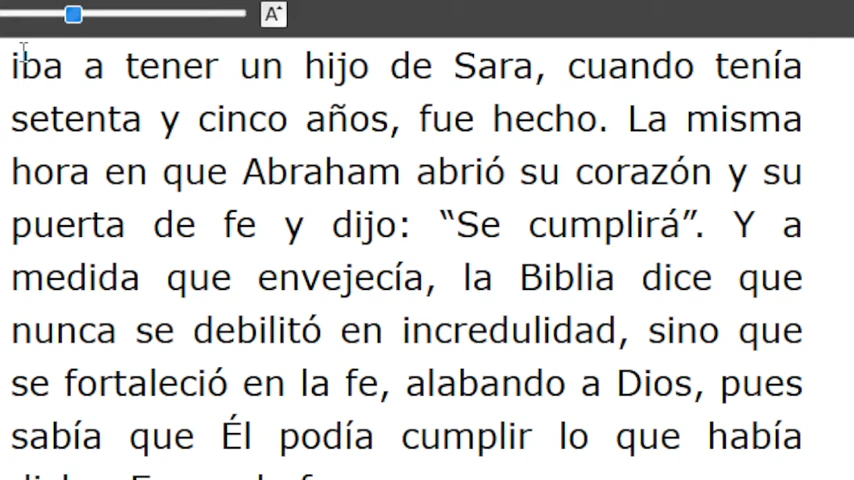 A
iba a tener un hijo de Sara, cuando tenía
setenta y cinco años, fue hecho. La misma
hora en que Abraham abrió su corazón y su
puerta de fe y dijo: “Se cumplirá”. Y a
medida que envejecía, la Biblia dice que
nunca se debilitó en incredulidad, sino que
se fortaleció en la fe, alabando a Dios, pues
sabía que Él podía cumplir lo que había